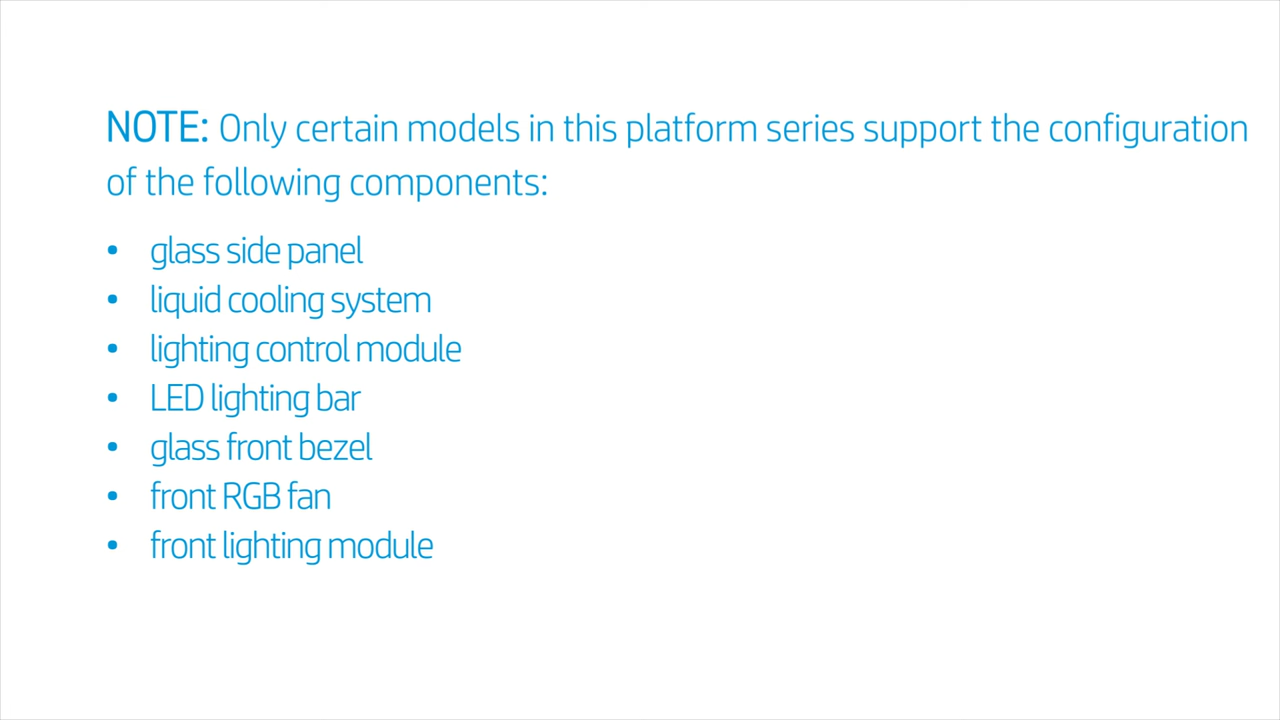 NOTE: Only certain models in this platform series support the configuration
of the following components:
• glass side panel
• liquid cooling system
• lighting control module
• LED lighting bar
• glass front bezel
• front RGB fan
• front lighting module